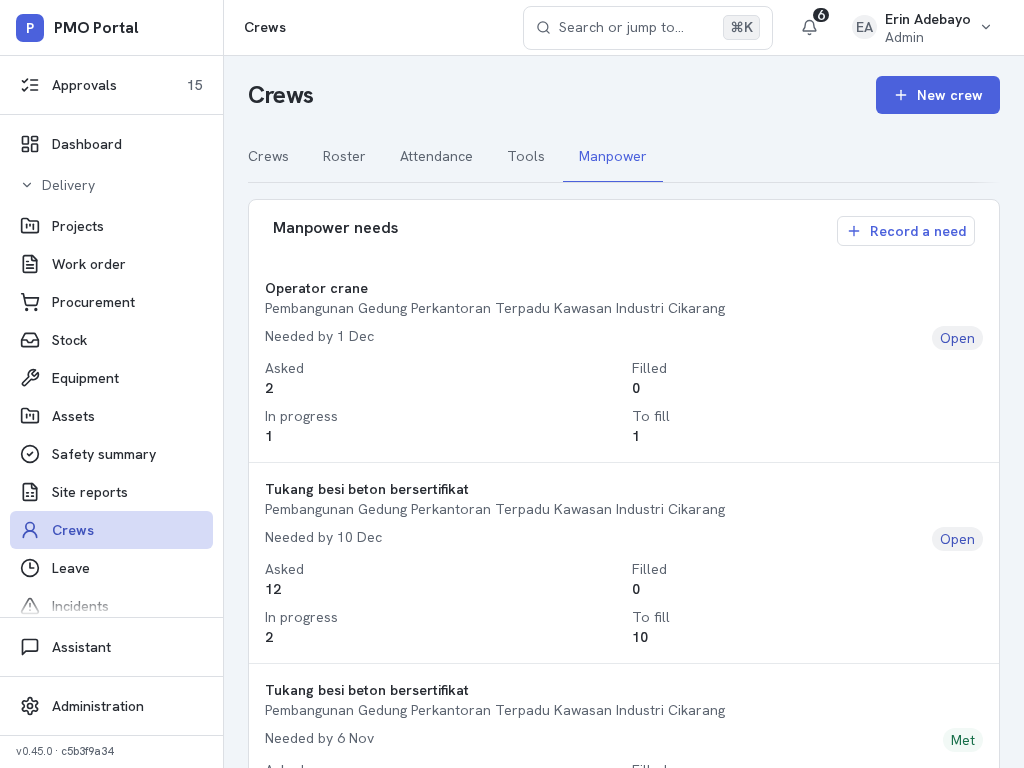 P PMO Portal
Crews
Search or jump to... ⌘K
6
EA
Erin Adebayo
Admin
Approvals 15
Dashboard
Delivery
Projects
Work order
Procurement
Stock
Equipment
Assets
Safety summary
Site reports
Crews
Leave
Incidents
Assistant
Administration
v0.45.0 · c5b3f9a34
Crews
New crew
Crews Roster Attendance Tools Manpower
Manpower needs
Record a need
Operator crane
Pembangunan Gedung Perkantoran Terpadu Kawasan Industri Cikarang
Needed by 1 Dec
Open
Asked Filled
2 0
In progress To fill
1 1
Tukang besi beton bersertifikat
Pembangunan Gedung Perkantoran Terpadu Kawasan Industri Cikarang
Needed by 10 Dec
Open
Asked Filled
12 0
In progress To fill
2 10
Tukang besi beton bersertifikat
Pembangunan Gedung Perkantoran Terpadu Kawasan Industri Cikarang
Needed by 6 Nov
Met
Asked Filled